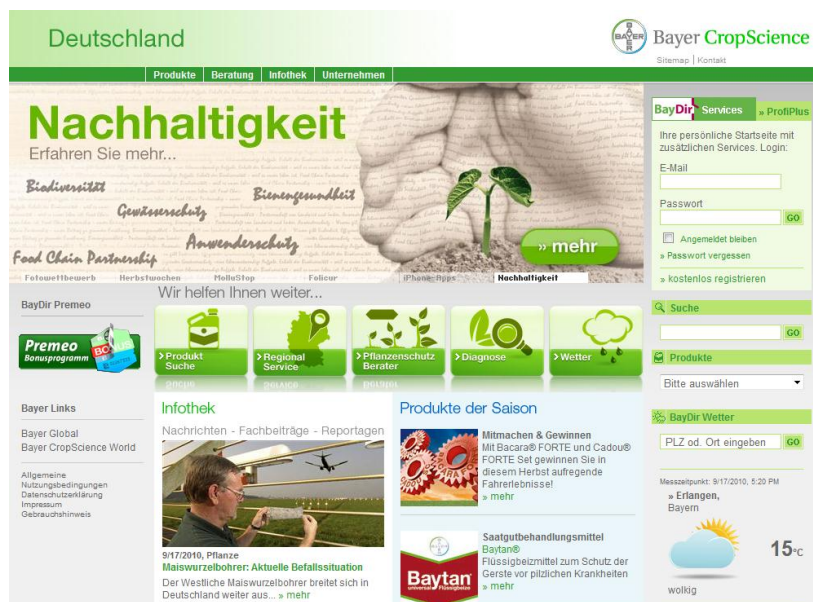 Deutschland
BAYER
Bayer CropScience
Sitemap | Kontakt
Produkte Beratung Infothek Unternehmen
Nachhaltigkeit
Erfahren Sie mehr...
Biodiversität
Bienengesundheit
Gewässerschutz
Anwenderschutz
Food Chain Partnership
» mehr
Fotowettbewerb Herbstwochen MolluStop Folicur iPhone-Apps Nachhaltigkeit
BayDir Services » ProfiPlus
Ihre persönliche Startseite mit
zusätzlichen Services. Login:
E-Mail
Passwort
GO
Angemeldet bleiben
» Passwort vergessen
» kostenlos registrieren
Suche
GO
Produkte
Bitte auswählen
BayDir Wetter
PLZ od. Ort eingeben GO
Messzeitpunkt: 9/17/2010, 5:20 PM
» Erlangen,
Bayern
15°C
wolkig
BayDir Premeo
Premeo
Bonusprogramm
Bayer Links
Bayer Global
Bayer CropScience World
Allgemeine
Nutzungsbedingungen
Datenschutzerklärung
Impressum
Gebrauchshinweis
Wir helfen Ihnen weiter...
Produkt
Suche
Regional
Service
Pflanzenschutz
Berater
Diagnose
Wetter
Infothek
Nachrichten - Fachbeiträge - Reportagen
9/17/2010, Pflanze
Maiswurzelbohrer: Aktuelle Befallssituation
Der Westliche Maiswurzelbohrer breitet sich in
Deutschland weiter aus... » mehr
Produkte der Saison
Mitmachen & Gewinnen
Mit Bacara® FORTE und Cadou®
FORTE Set gewinnen Sie in
diesem Herbst aufregende
Fahrerlebnisse!
» mehr
Saatgutbehandlungsmittel
Baytan®
Flüssigbeizmittel zum Schutz der
Gerste vor pilzlichen Krankheiten
» mehr
Baytan
universal Flüssigbeize